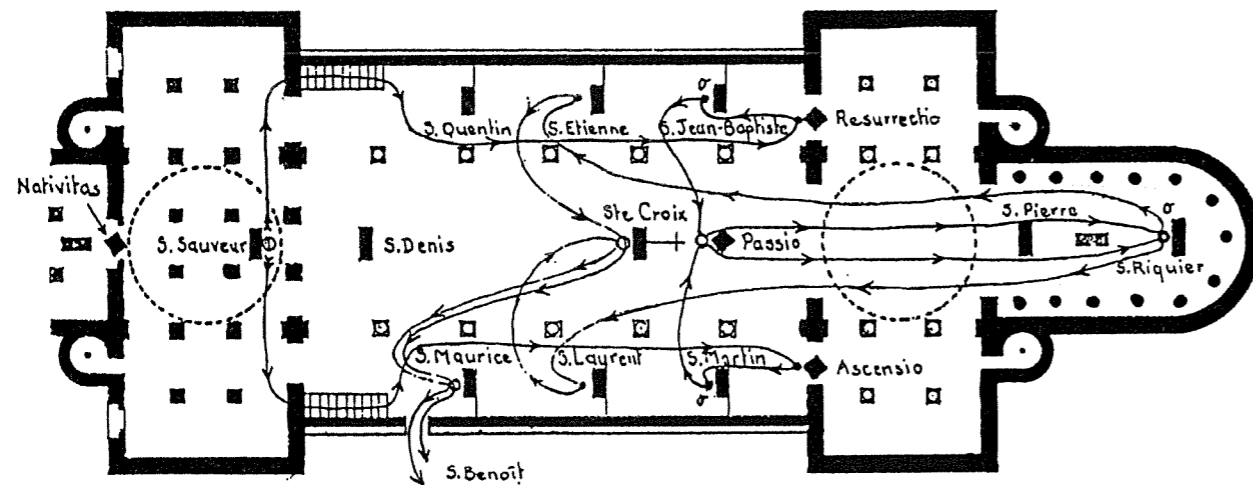 S. Quentin
S. Etienne
S. Jean-Baptiste
Resurrectio
Nativitas
Ste Croix
S. Pierre
S. Sauveur
S. Denis
Passio
S. Riquier
S. Maurice
S. Laurent
S. Martin
Ascensio
S. Benoît